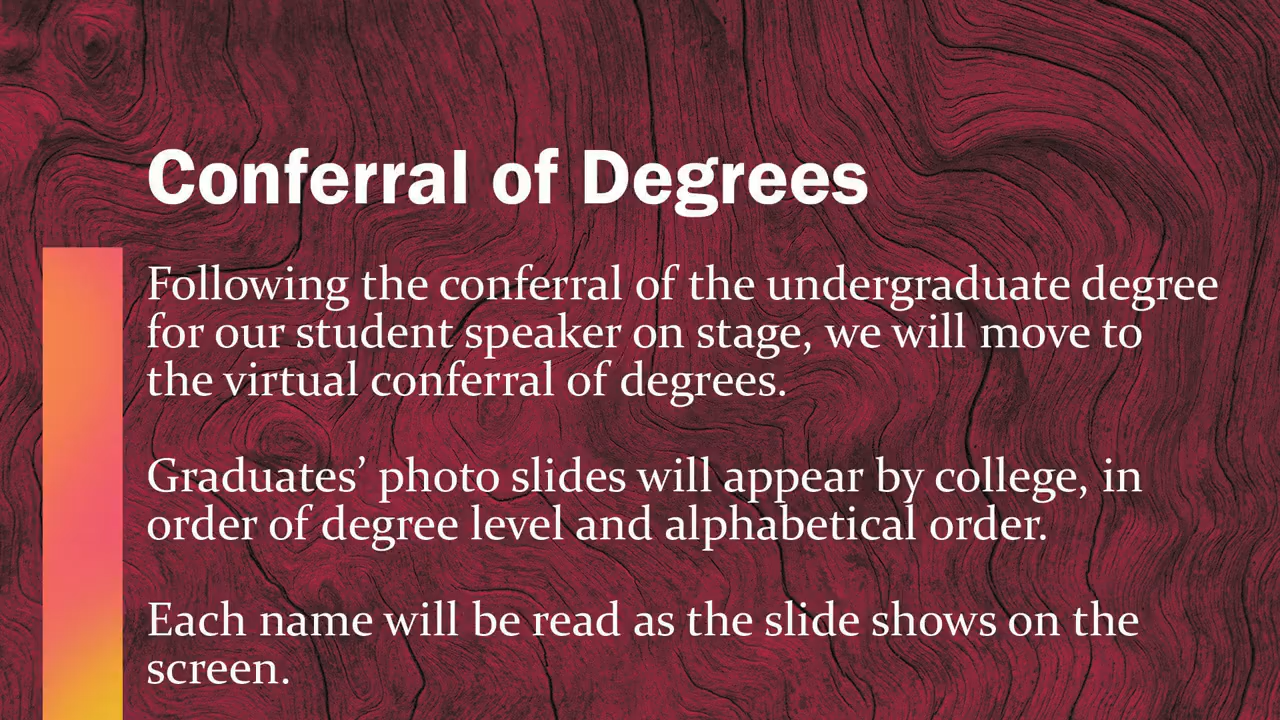 Conferral of Degrees
Following the conferral of the undergraduate degree
for our student speaker on stage, we will move to
the virtual conferral of degrees.
Graduates’ photo slides will appear by college, in
order of degree level and alphabetical order.
Each name will be read as the slide shows on the
screen.